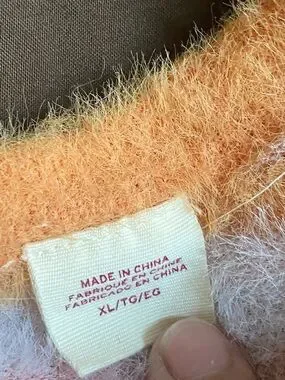 MADE IN CHINA
FABRIQUÉ EN CHINE
FABRICADO EN CHINA
XL/TG/EG